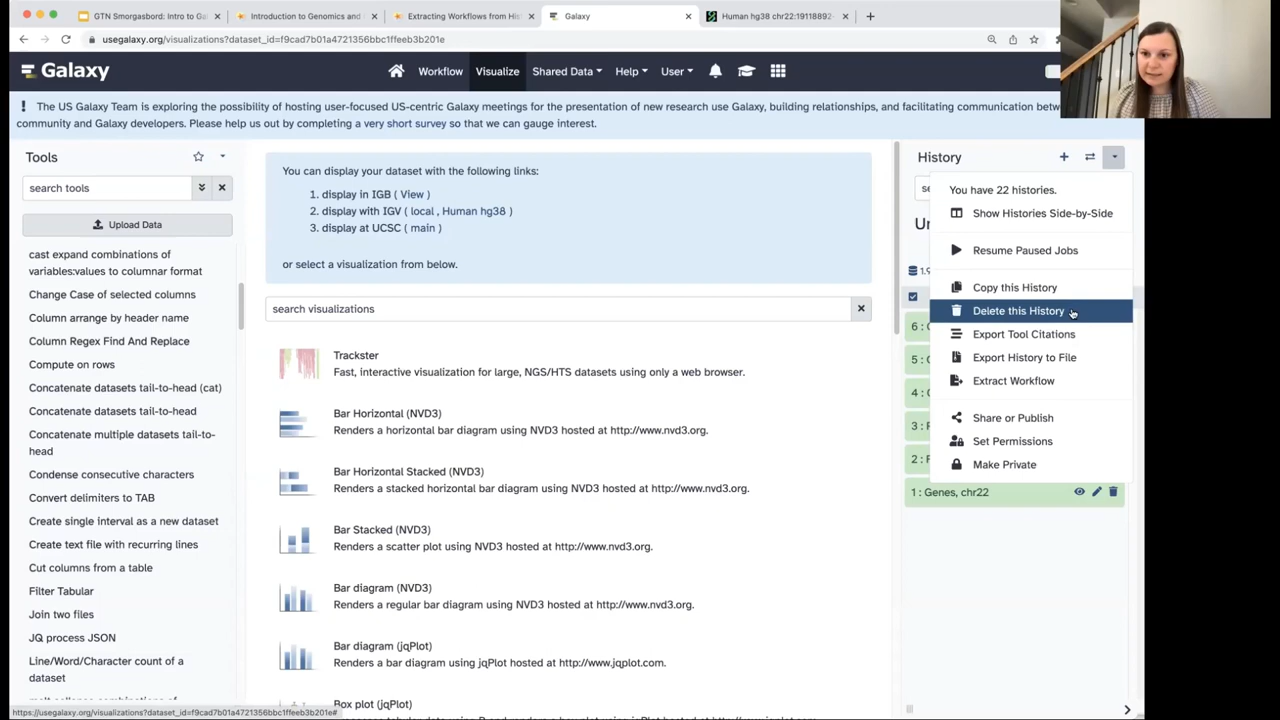 GTN Smorgasbord: Intro to Ga
Introduction to Genomics and
Extracting Workflows from His
Galaxy
Human hg38 chr22:19118892-
usegalaxy.org/visualizations?dataset_id=f9cad7b01a4721356bbc1ffeeb3b201e
Galaxy
Workflow
Visualize
Shared Data
Help
User
The US Galaxy Team is exploring the possibility of hosting user-focused US-centric Galaxy meetings for the presentation of new research use Galaxy, building relationships, and facilitating communication betw
community and Galaxy developers. Please help us out by completing a very short survey so that we can gauge interest.
Tools
search tools
Upload Data
cast expand combinations of
variables:values to columnar format
Change Case of selected columns
Column arrange by header name
Column Regex Find And Replace
Compute on rows
Concatenate datasets tail-to-head (cat)
Concatenate datasets tail-to-head
Concatenate multiple datasets tail-to-
head
Condense consecutive characters
Convert delimiters to TAB
Create single interval as a new dataset
Create text file with recurring lines
Cut columns from a table
Filter Tabular
Join two files
JQ process JSON
Line/Word/Character count of a
dataset
https://usegalaxy.org/visualizations?dataset_id=f9cad7b01a4721356bbc1ffeeb3b201e#
You can display your dataset with the following links:
1. display in IGB ( View )
2. display with IGV ( local , Human hg38 )
3. display at UCSC ( main )
or select a visualization from below.
search visualizations
Trackster
Fast, interactive visualization for large, NGS/HTS datasets using only a web browser.
Bar Horizontal (NVD3)
Renders a horizontal bar diagram using NVD3 hosted at http://www.nvd3.org.
Bar Horizontal Stacked (NVD3)
Renders a stacked horizontal bar diagram using NVD3 hosted at http://www.nvd3.org.
Bar Stacked (NVD3)
Renders a scatter plot using NVD3 hosted at http://www.nvd3.org.
Bar diagram (NVD3)
Renders a regular bar diagram using NVD3 hosted at http://www.nvd3.org.
Bar diagram (jqPlot)
Renders a bar diagram using jqPlot hosted at http://www.jqplot.com.
Box plot (jqPlot)
History
se
Un
1.9
6 :
5 :
4 :
3 :
2 :
1 : Genes, chr22
You have 22 histories.
Show Histories Side-by-Side
Resume Paused Jobs
Copy this History
Delete this History
Export Tool Citations
Export History to File
Extract Workflow
Share or Publish
Set Permissions
Make Private